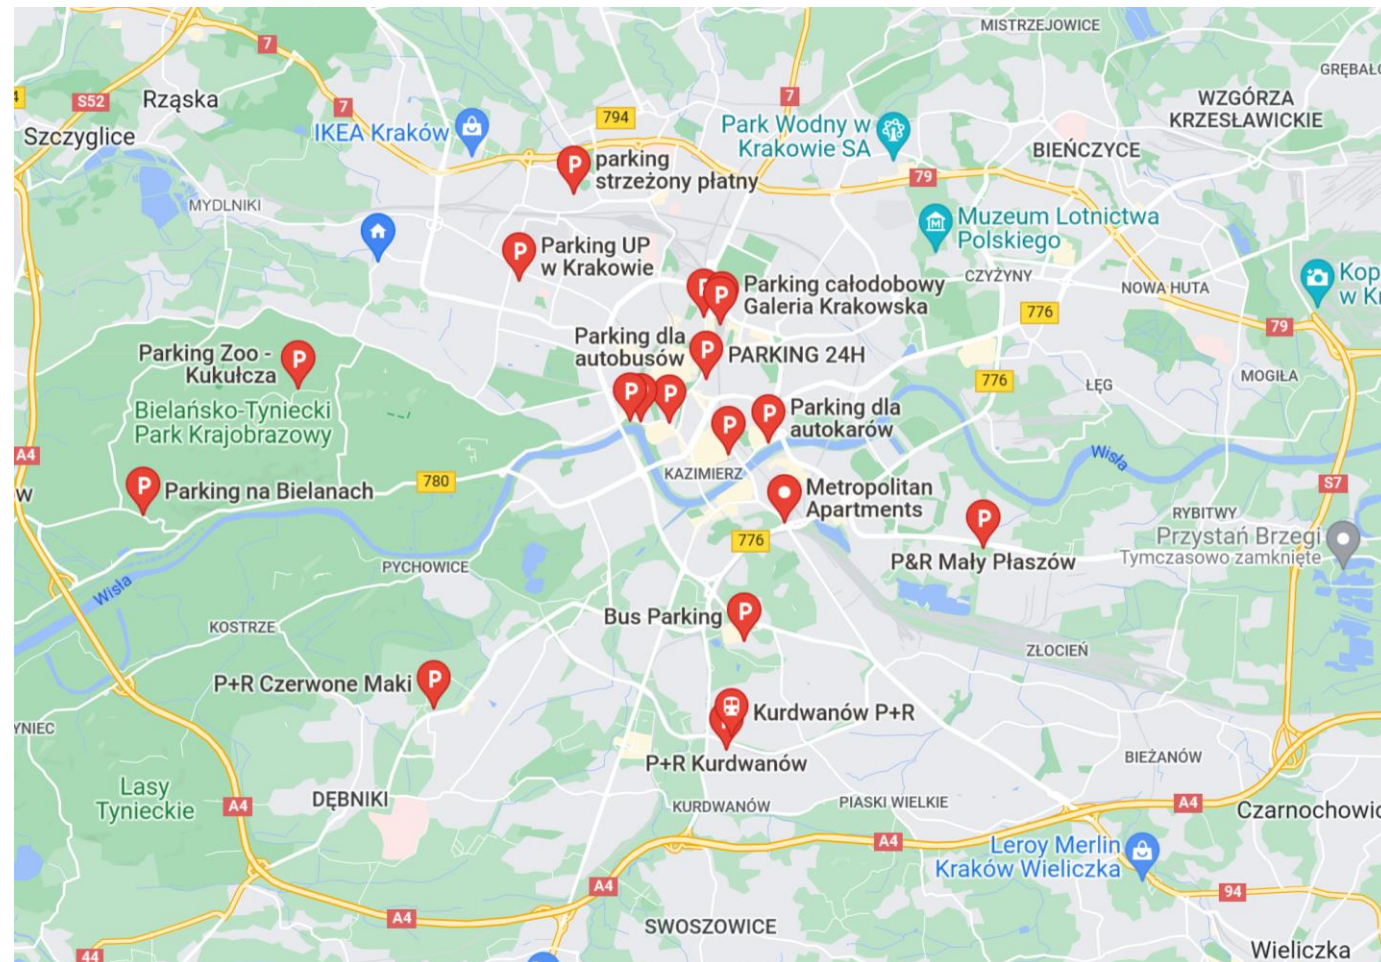 MISTRZEJOWICE
7
GRĘBAŁ
4
S52
Rząska
7
7
WZGÓRZA
KRZESŁAWICKIE
794
Szczyglice
IKEA Kraków
Park Wodny w
Krakowie SA
BIEŃCZYCE
parking
strzeżony płatny
79
MYDLNIKI
Muzeum Lotnictwa
Polskiego
Parking UP
w Krakowie
P
Parking całodobowy
Galeria Krakowska
CZYŻYNY
NOWA HUTA
Kop
w Kr
776
79
Parking dla
autobusów
PARKING 24H
Parking Zoo -
Kukułcza
776
ŁĘG
MOGIŁA
Bielańsko-Tyniecki
Park Krajobrazowy
Parking dla
autokarów
A4
w
780
KAZIMIERZ
Wisła
S7
Parking na Bielanach
Metropolitan
Apartments
RYBITWY
776
P&R Mały Płaszów
Przystań Brzegi
Tymczasowo zamknięte
PYCHOWICE
Wisła
KOSTRZE
Bus Parking
ZŁOCIEŃ
P+R Czerwone Maki
Kurdwanów P+R
YNIEC
P+R Kurdwanów
BIEŻANÓW
Lasy
Tynieckie
A4
DĘBNIKI
KURDWANÓW
PIASKI WIELKIE
A4
Czarnochowic
A4
Leroy Merlin
Kraków Wieliczka
A4
94
A4
SWOSZOWICE
44
Wieliczka